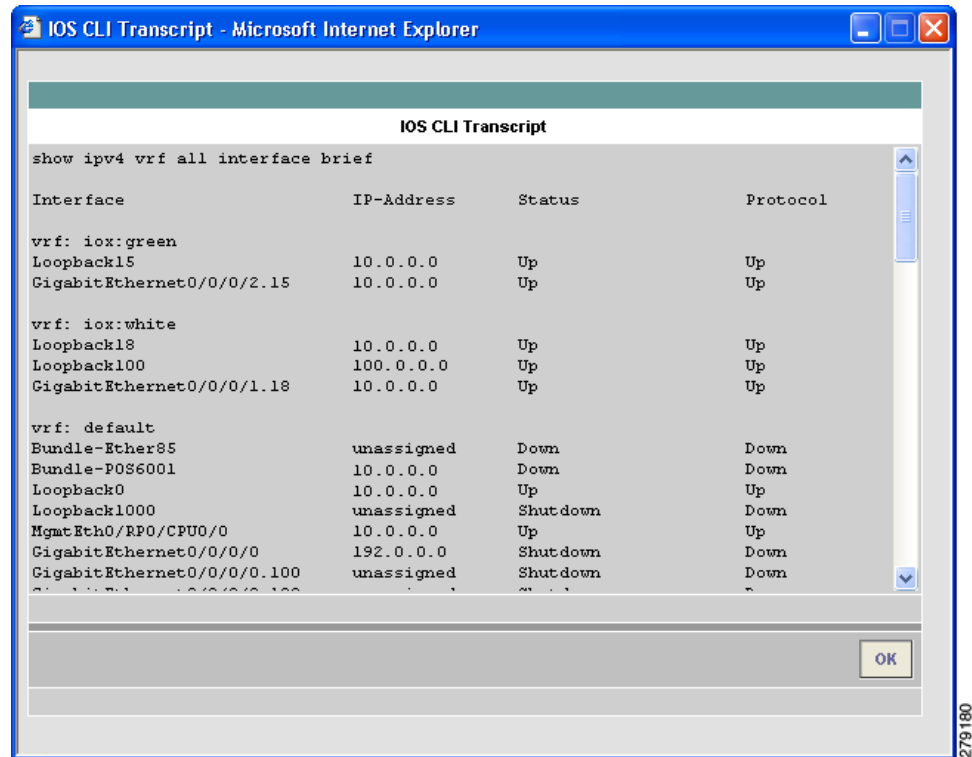 IOS CLI Transcript - Microsoft Internet Explorer
IOS CLI Transcript
show ipv4 vrf all interface brief
Interface IP-Address Status Protocol
vrf: iox:green
Loopback15 10.0.0.0 Up Up
GigabitEthernet0/0/0/2.15 10.0.0.0 Up Up
vrf: iox:white
Loopback18 10.0.0.0 Up Up
Loopback100 100.0.0.0 Up Up
GigabitEthernet0/0/0/1.18 10.0.0.0 Up Up
vrf: default
Bundle-Ether85 unassigned Down Down
Bundle-POS6001 10.0.0.0 Down Down
Loopback0 10.0.0.0 Up Up
Loopback1000 unassigned Shutdown Down
MgmtEth0/RP0/CPU0/0 10.0.0.0 Up Up
GigabitEthernet0/0/0/0 192.0.0.0 Shutdown Down
GigabitEthernet0/0/0/0.100 unassigned Shutdown Down
OK
279180